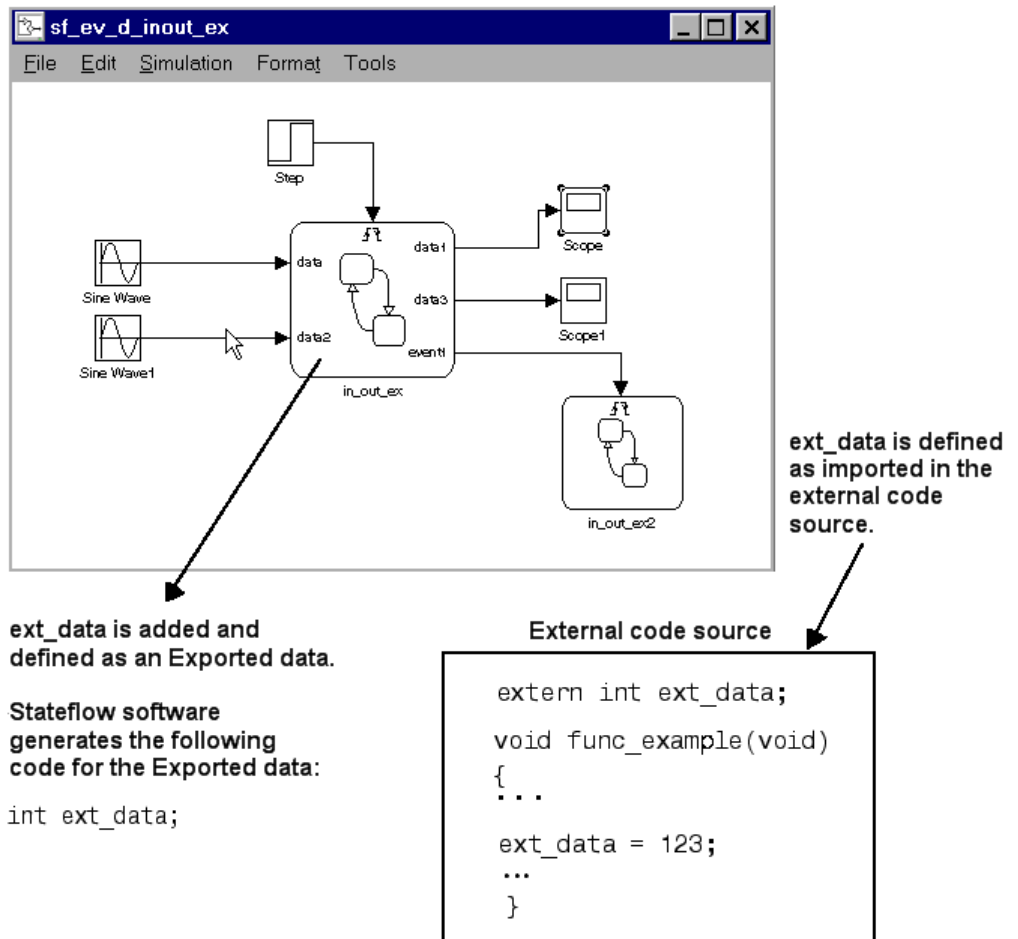 sf_ev_d_inout_ex
File Edit Simulation Format Tools
Step
data
data2
data1
data3
event1
in_out_ex
Sine Wave
Sine Wave1
Scope
Scope1
in_out_ex2
ext_data is defined
as imported in the
external code
source.
ext_data is added and
defined as an Exported data.
Stateflow software
generates the following
code for the Exported data:
int ext_data;
External code source
extern int ext_data;
void func_example(void)
{
...
ext_data = 123;
...
}